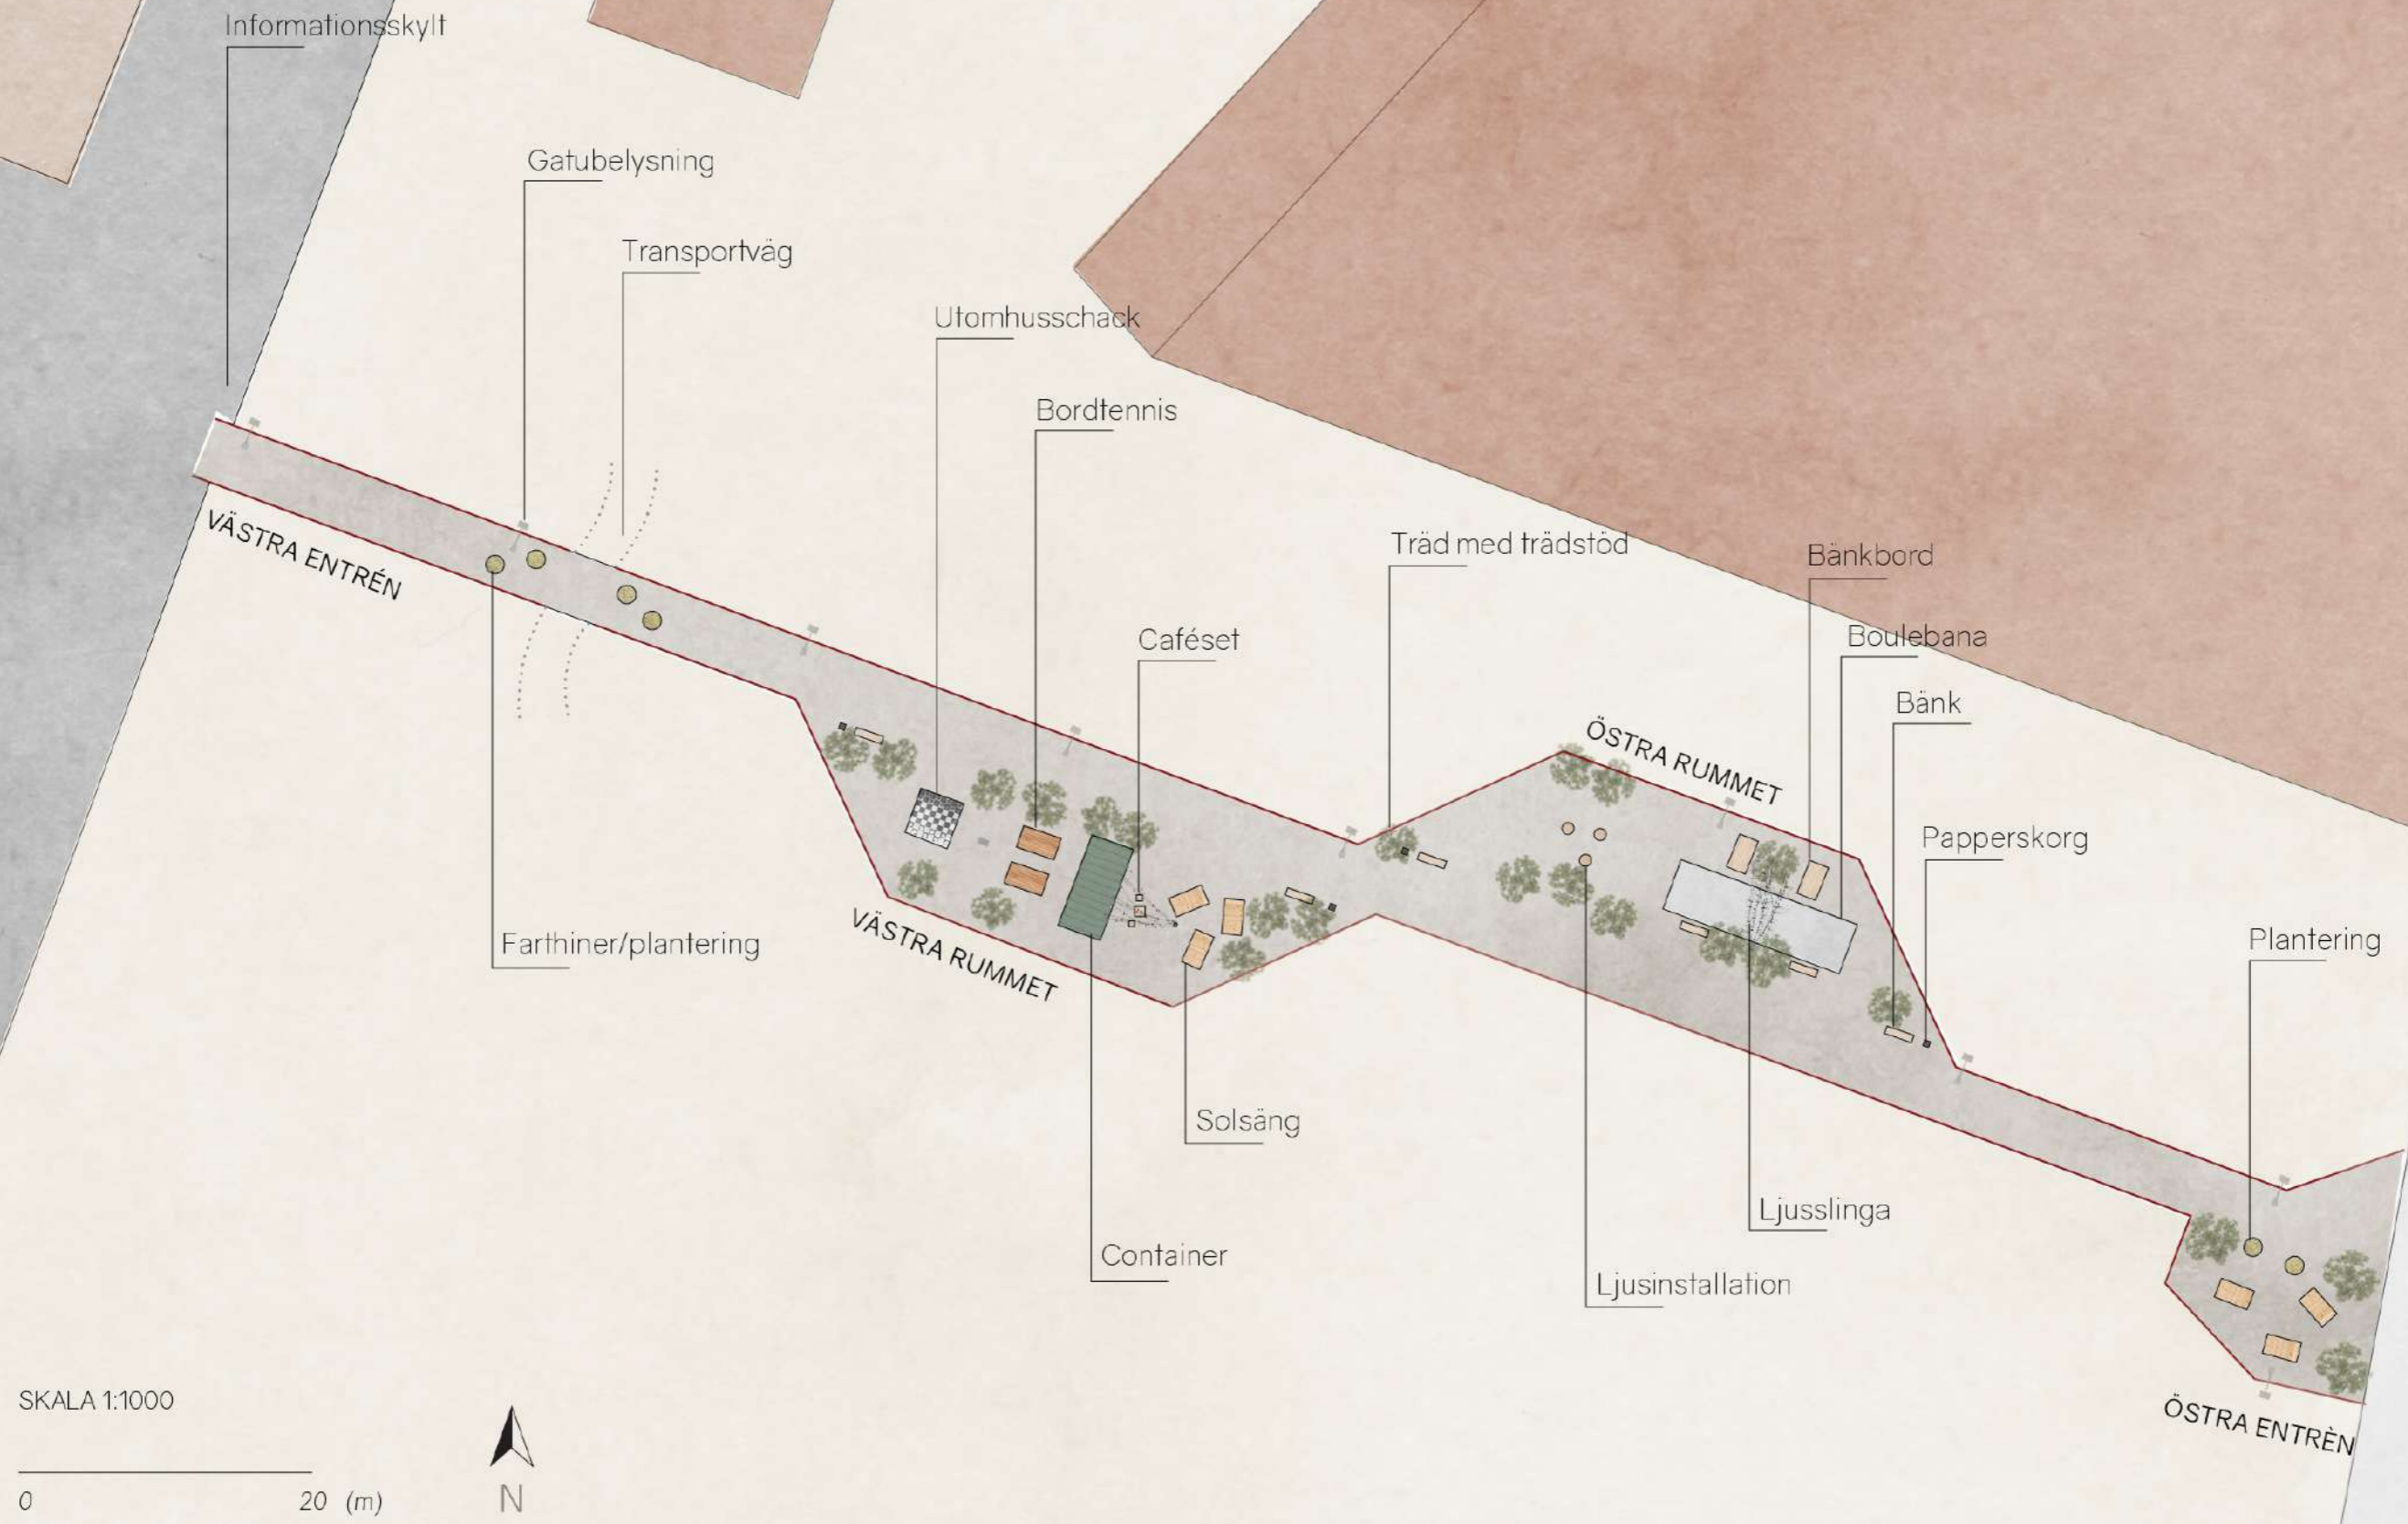 Informationsskylt
Gatubelysning
Transportväg
Utomhusschack
Bordtennis
Träd med trädstöd
Bänkbord
Caféset
Boulebana
Bänk
VÄSTRA ENTRÉN
ÖSTRA RUMMET
Papperskorg
Farthiner/plantering
VÄSTRA RUMMET
Plantering
Solsäng
Ljusslinga
Container
Ljusinstallation
SKALA 1:1000
ÖSTRA ENTRÈN
0 20 (m)
N